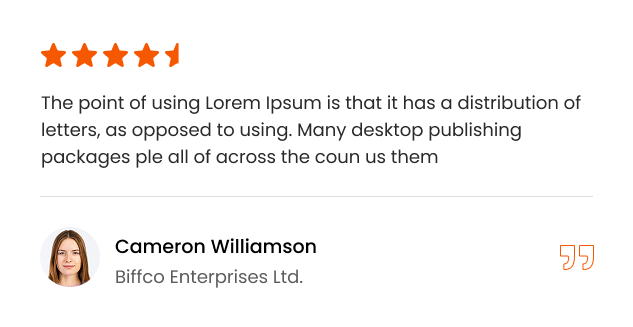 The point of using Lorem Ipsum is that it has a distribution of
letters, as opposed to using. Many desktop publishing
packages ple all of across the coun us them
Cameron Williamson
Biffco Enterprises Ltd.